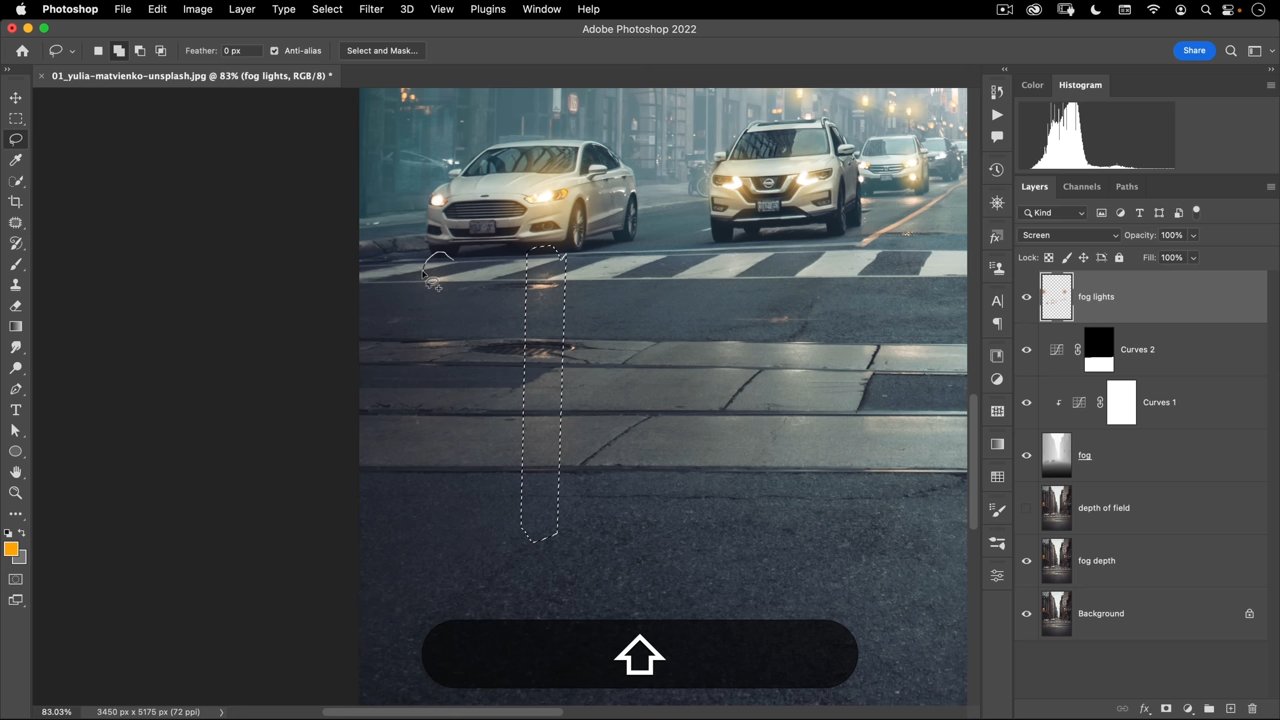 Photoshop File Edit Image Layer Type Select Filter 3D View Plugins Window Help
Adobe Photoshop 2022
Feather: 0 px Anti-alias Select and Mask... Share
01_yulia-matvienko-unsplash.jpg @ 83% (fog lights, RGB/8) *
Color Histogram
Layers Channels Paths
Kind
Screen Opacity: 100%
Lock: Fill: 100%
fog lights
Curves 2
Curves 1
fog
depth of field
fog depth
Background
83.03% 3450 px x 5175 px (72 ppi)